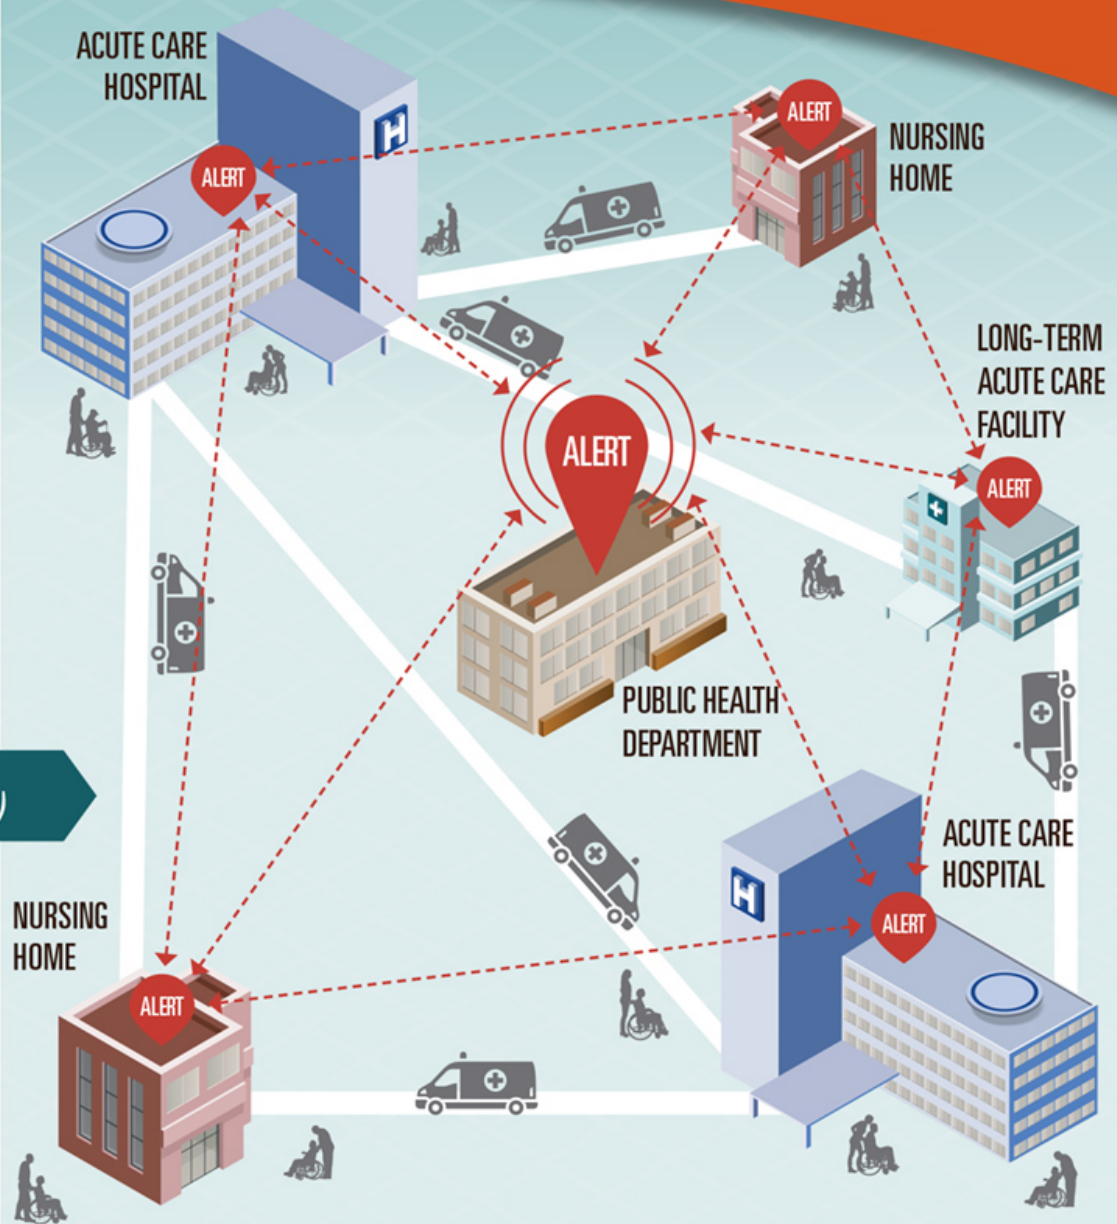 ACUTE CARE
HOSPITAL
H
ALERT
ALERT
NURSING
HOME
LONG-TERM
ACUTE CARE
FACILITY
ALERT
ALERT
PUBLIC HEALTH
DEPARTMENT
ACUTE CARE
HOSPITAL
H
ALERT
NURSING
HOME
ALERT